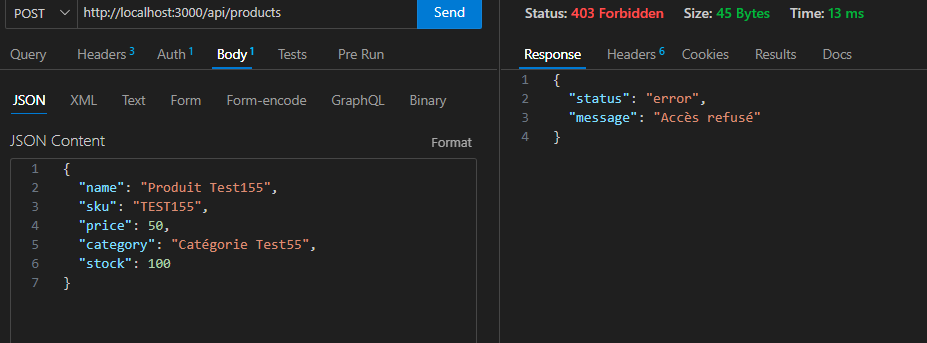 POST http://localhost:3000/api/products Send
Query Headers 3 Auth 1 Body 1 Tests Pre Run
JSON XML Text Form Form-encode GraphQL Binary
JSON Content Format
1 {
2 "name": "Produit Test155",
3 "sku": "TEST155",
4 "price": 50,
5 "category": "Catégorie Test55",
6 "stock": 100
7 }
Status: 403 Forbidden Size: 45 Bytes Time: 13 ms
Response Headers 6 Cookies Results Docs
1 {
2 "status": "error",
3 "message": "Accès refusé"
4 }